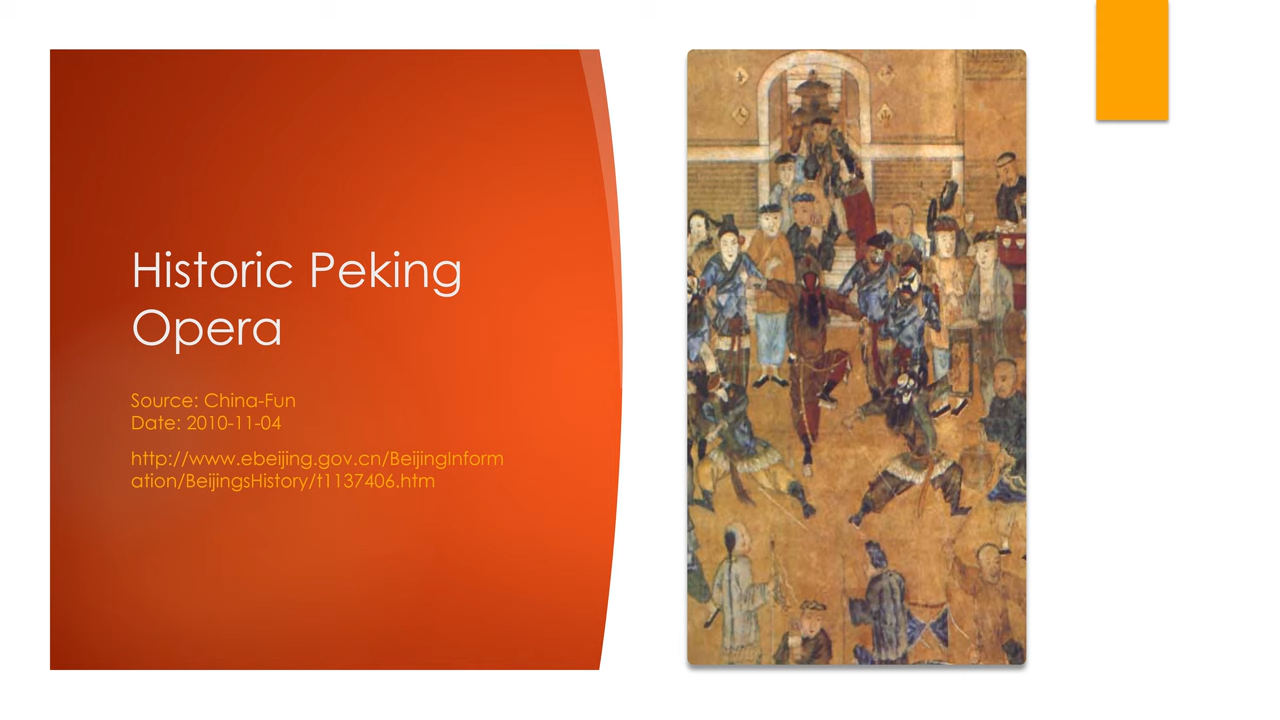 Historic Peking
Opera
Source: China-Fun
Date: 2010-11-04
http://www.ebeijing.gov.cn/BeijingInform
ation/BeijingsHistory/t1137406.htm